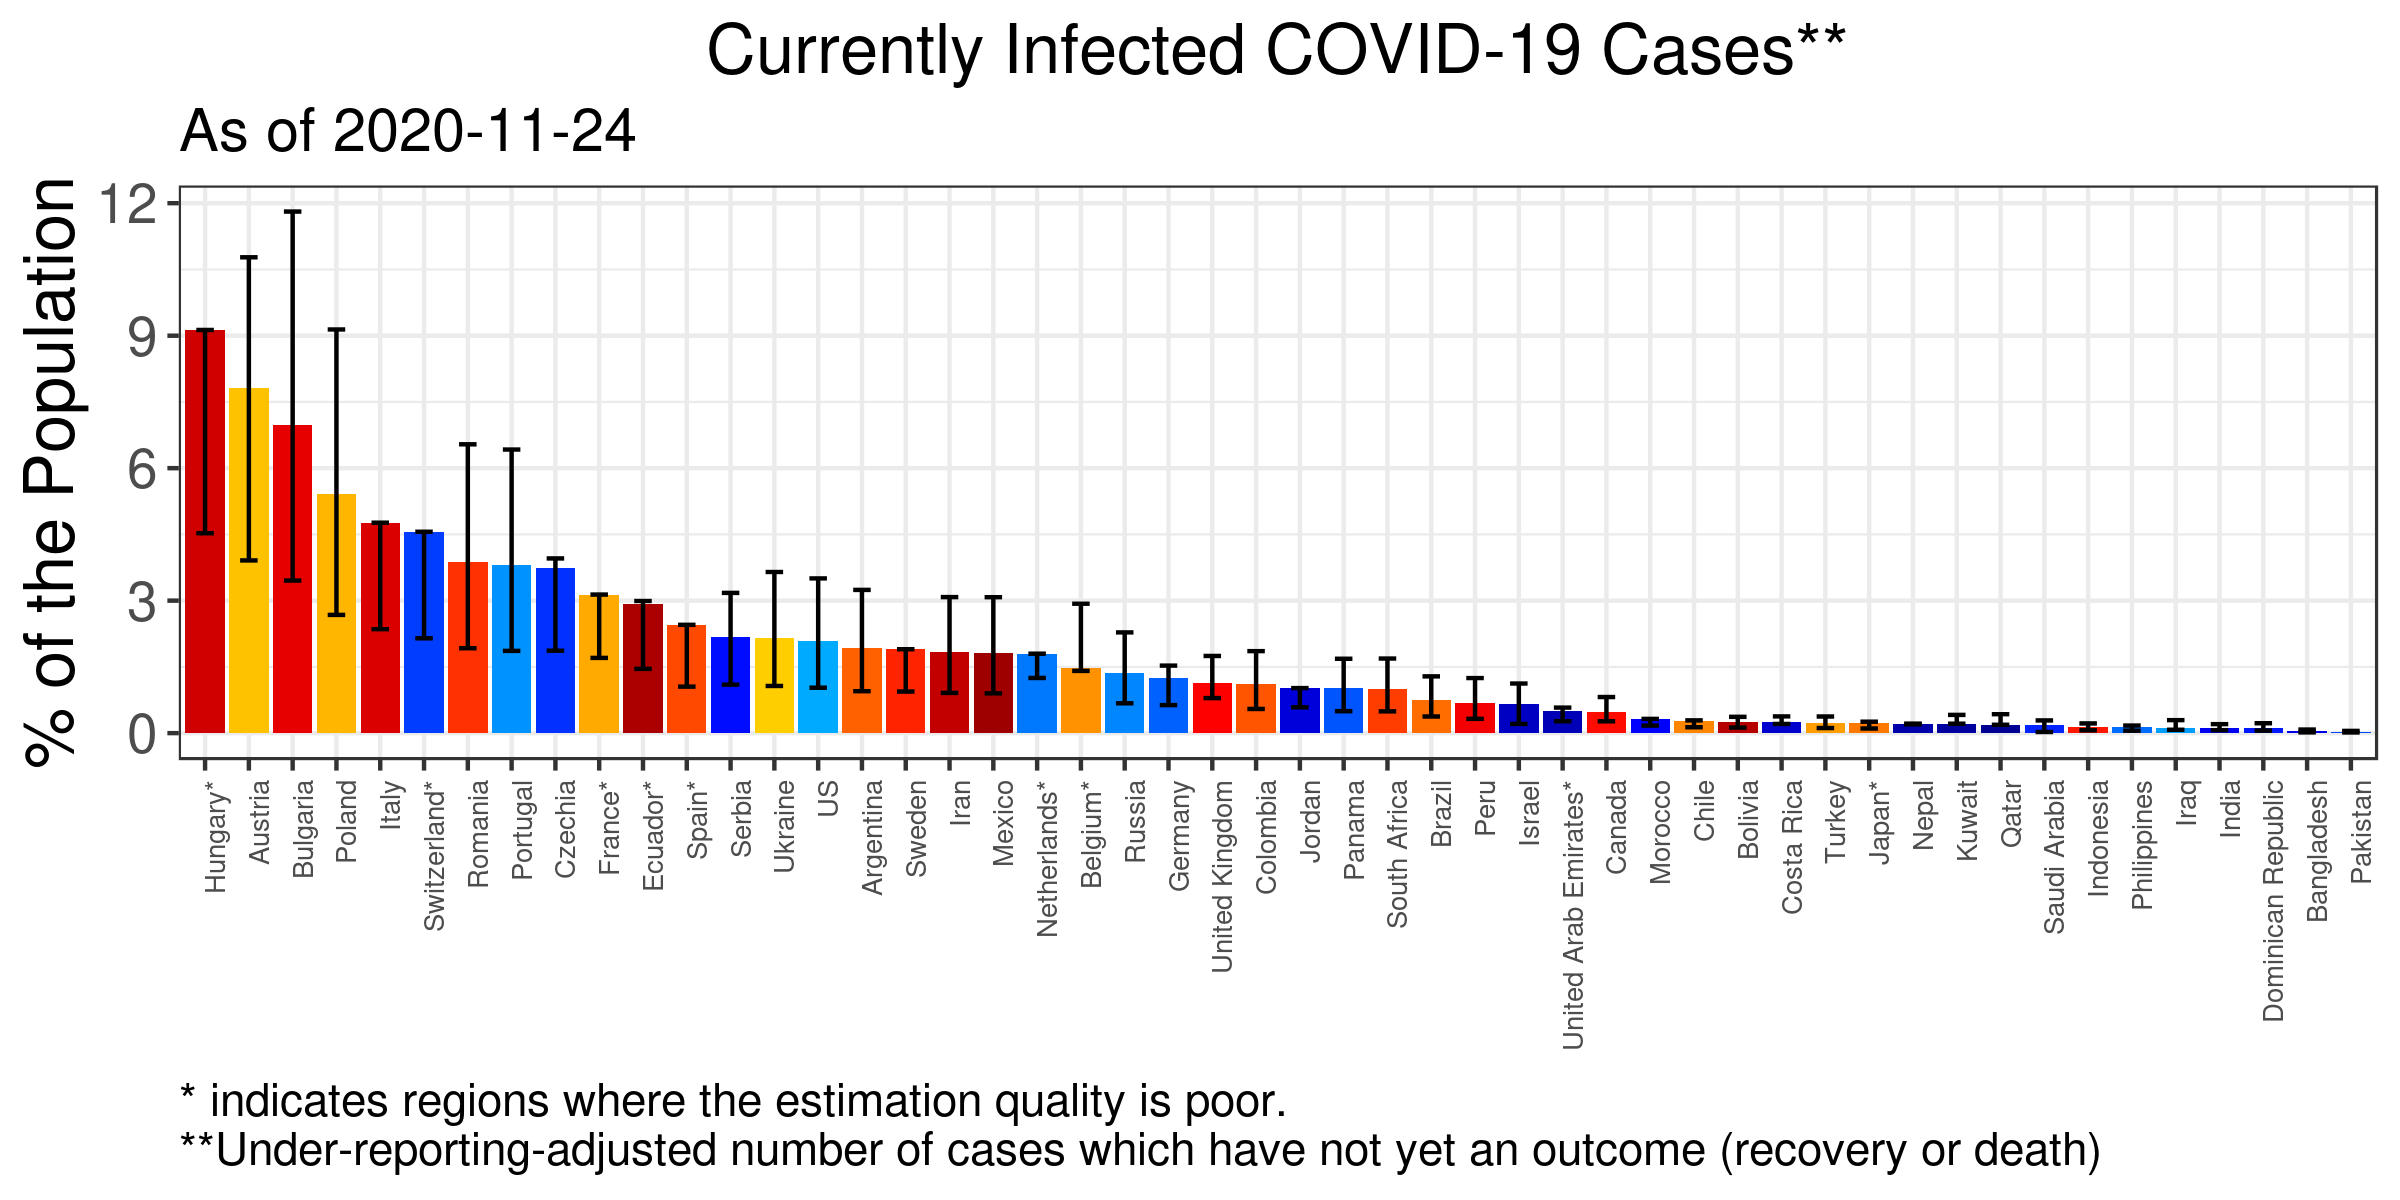 Currently Infected COVID-19 Cases**
As of 2020-11-24
% of the Population
12
9
6
3
0
Hungary*
Austria
Bulgaria
Poland
Italy
Switzerland*
Romania
Portugal
Czechia
France*
Ecuador*
Spain*
Serbia
Ukraine
US
Argentina
Sweden
Iran
Mexico
Netherlands*
Belgium*
Russia
Germany
United Kingdom
Colombia
Jordan
Panama
South Africa
Brazil
Peru
Israel
United Arab Emirates*
Canada
Morocco
Chile
Bolivia
Costa Rica
Turkey
Japan*
Nepal
Kuwait
Qatar
Saudi Arabia
Indonesia
Philippines
Iraq
India
Dominican Republic
Bangladesh
Pakistan
* indicates regions where the estimation quality is poor.
**Under-reporting-adjusted number of cases which have not yet an outcome (recovery or death)